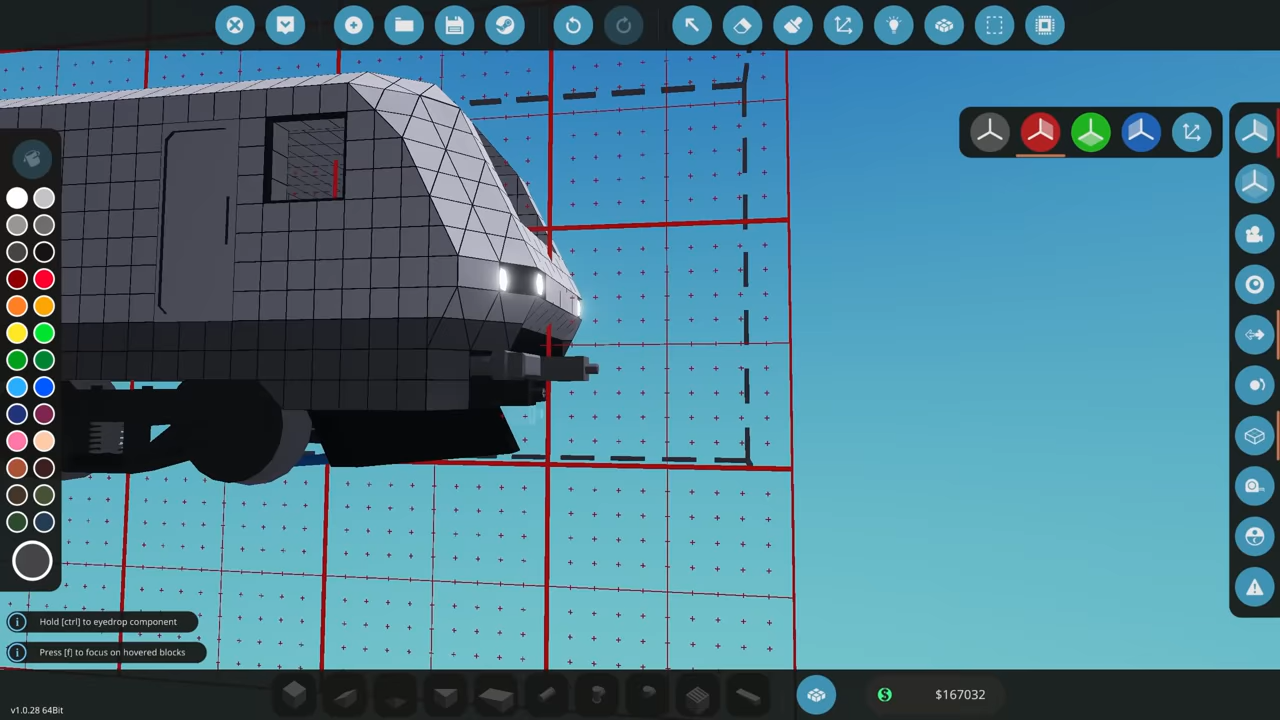 Hold [ctrl] to eyedrop component
Press [f] to focus on hovered blocks
$
$167032
v1.0.28 64Bit